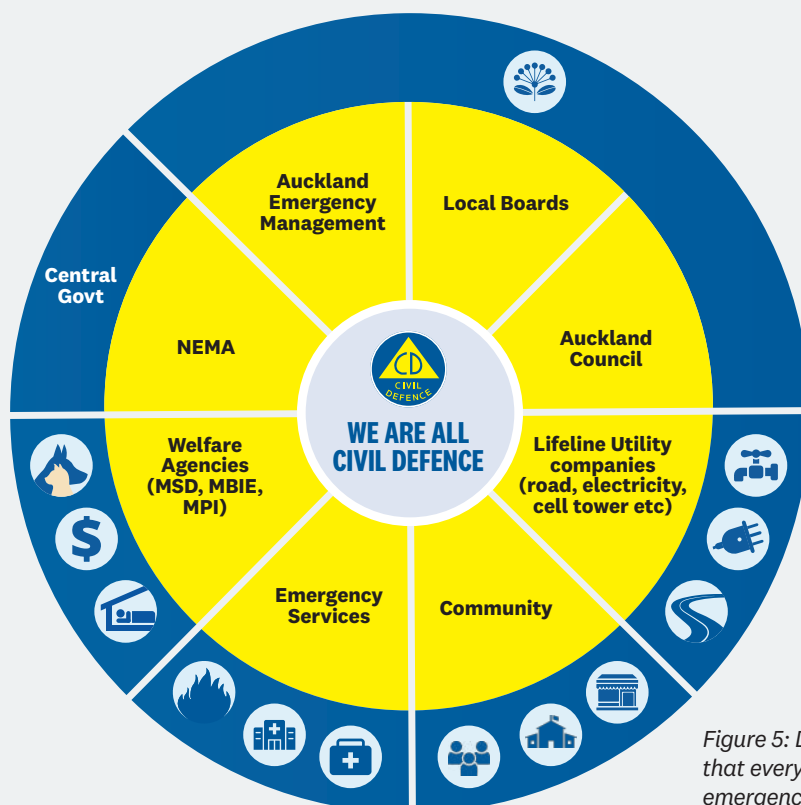 Auckland
Emergency
Management
Local Boards
Central
Govt
NEMA
Auckland
Council
CD
CIVIL
DEFENCE
WE ARE ALL
CIVIL DEFENCE
Welfare
Agencies
(MSD, MBIE,
MPI)
Lifeline Utility
companies
(road, electricity,
cell tower etc)
$
Emergency
Services
Community
Figure 5:
that every
emergenc